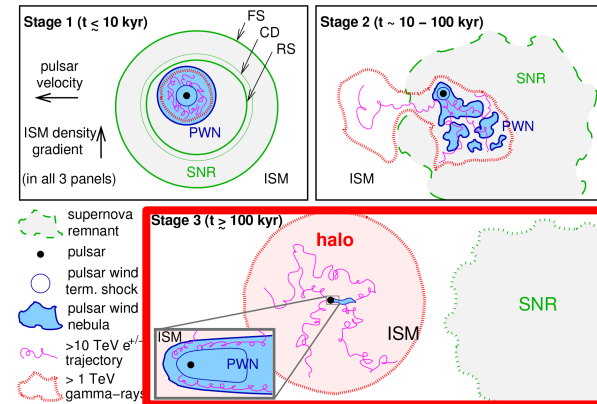 Stage 1 (t ≲ 10 kyr)
FS
CD
RS
pulsar
velocity
ISM density
gradient
(in all 3 panels)
PWN
SNR
ISM
Stage 2 (t ~ 10 − 100 kyr)
SNR
PWN
ISM
supernova
remnant
pulsar
pulsar wind
term. shock
pulsar wind
nebula
>10 TeV e+/-
trajectory
> 1 TeV
gamma-rays
Stage 3 (t ≳ 100 kyr)
halo
ISM
SNR
ISM
PWN